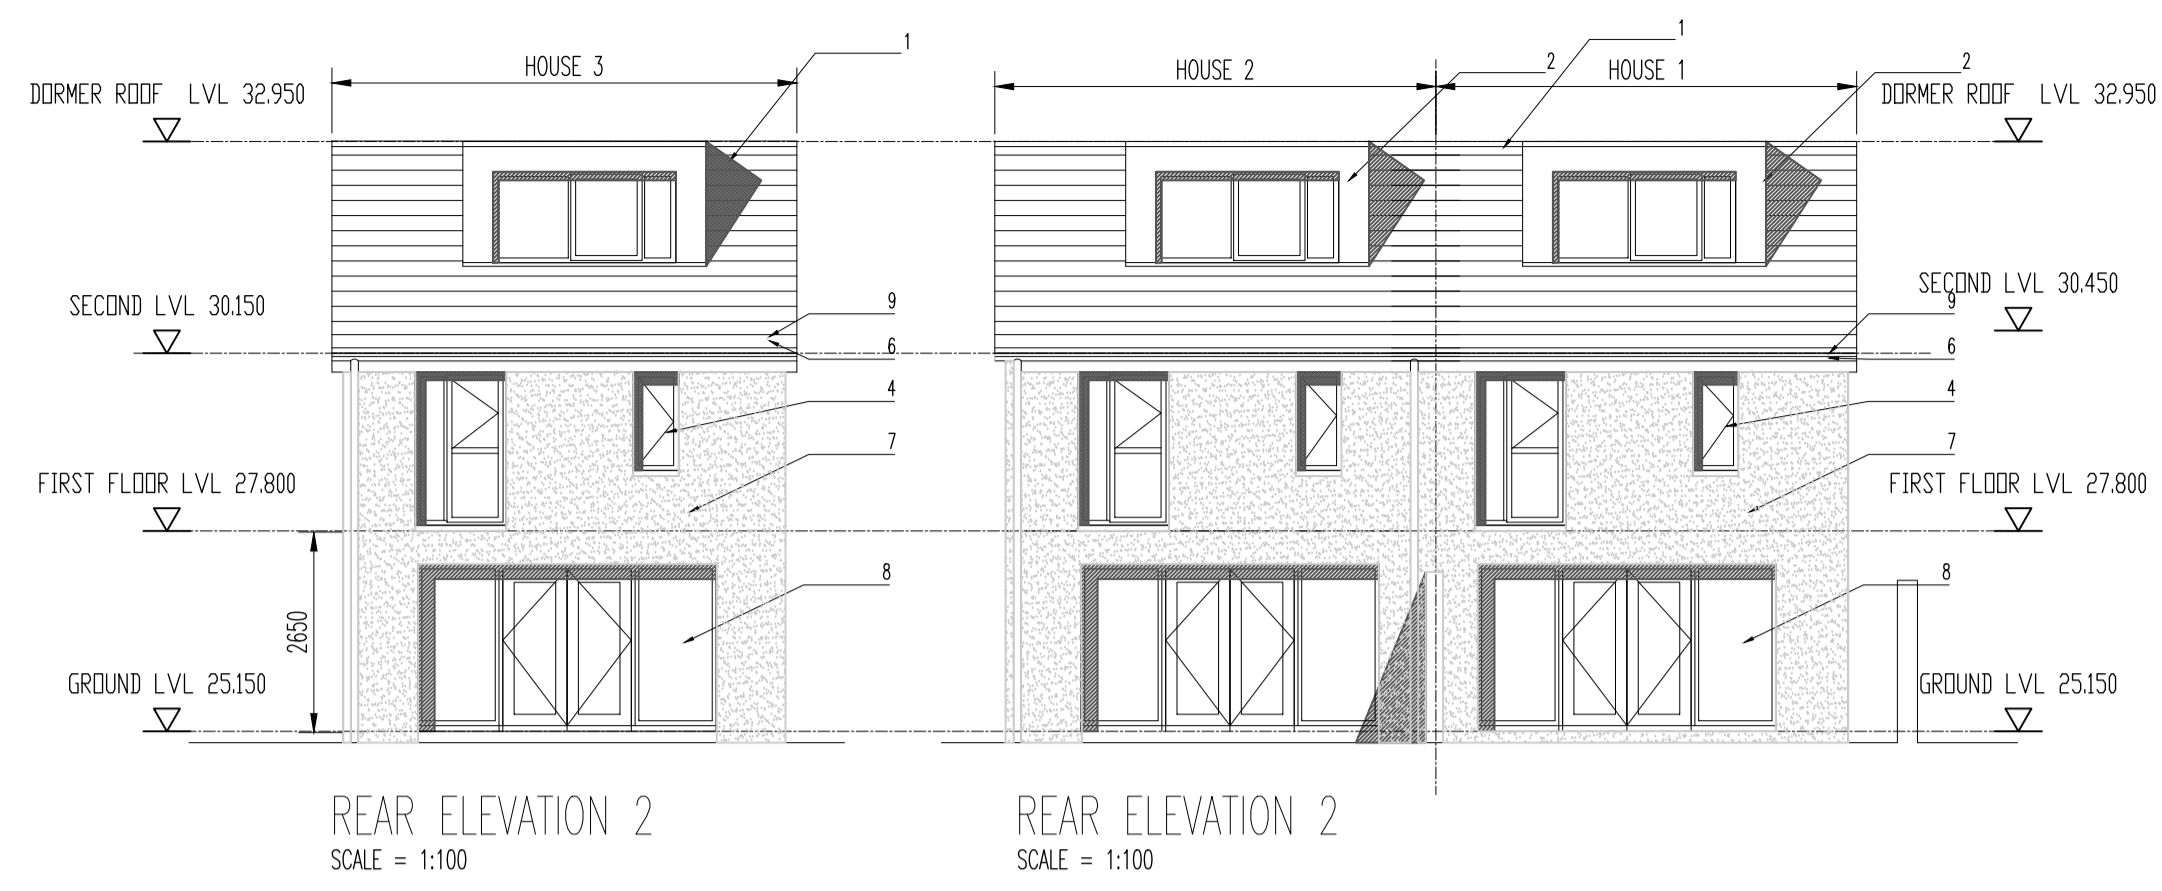 1
1
HOUSE 3
HOUSE 2
2
HOUSE 1
2
DORMER ROOF LVL 32.950
DORMER ROOF LVL 32.950
SECOND LVL 30.150
9
SECOND LVL 30.450
9
6
6
4
4
7
7
FIRST FLOOR LVL 27.800
FIRST FLOOR LVL 27.800
8
8
2650
GROUND LVL 25.150
GROUND LVL 25.150
REAR ELEVATION 2
SCALE = 1:100
REAR ELEVATION 2
SCALE = 1:100